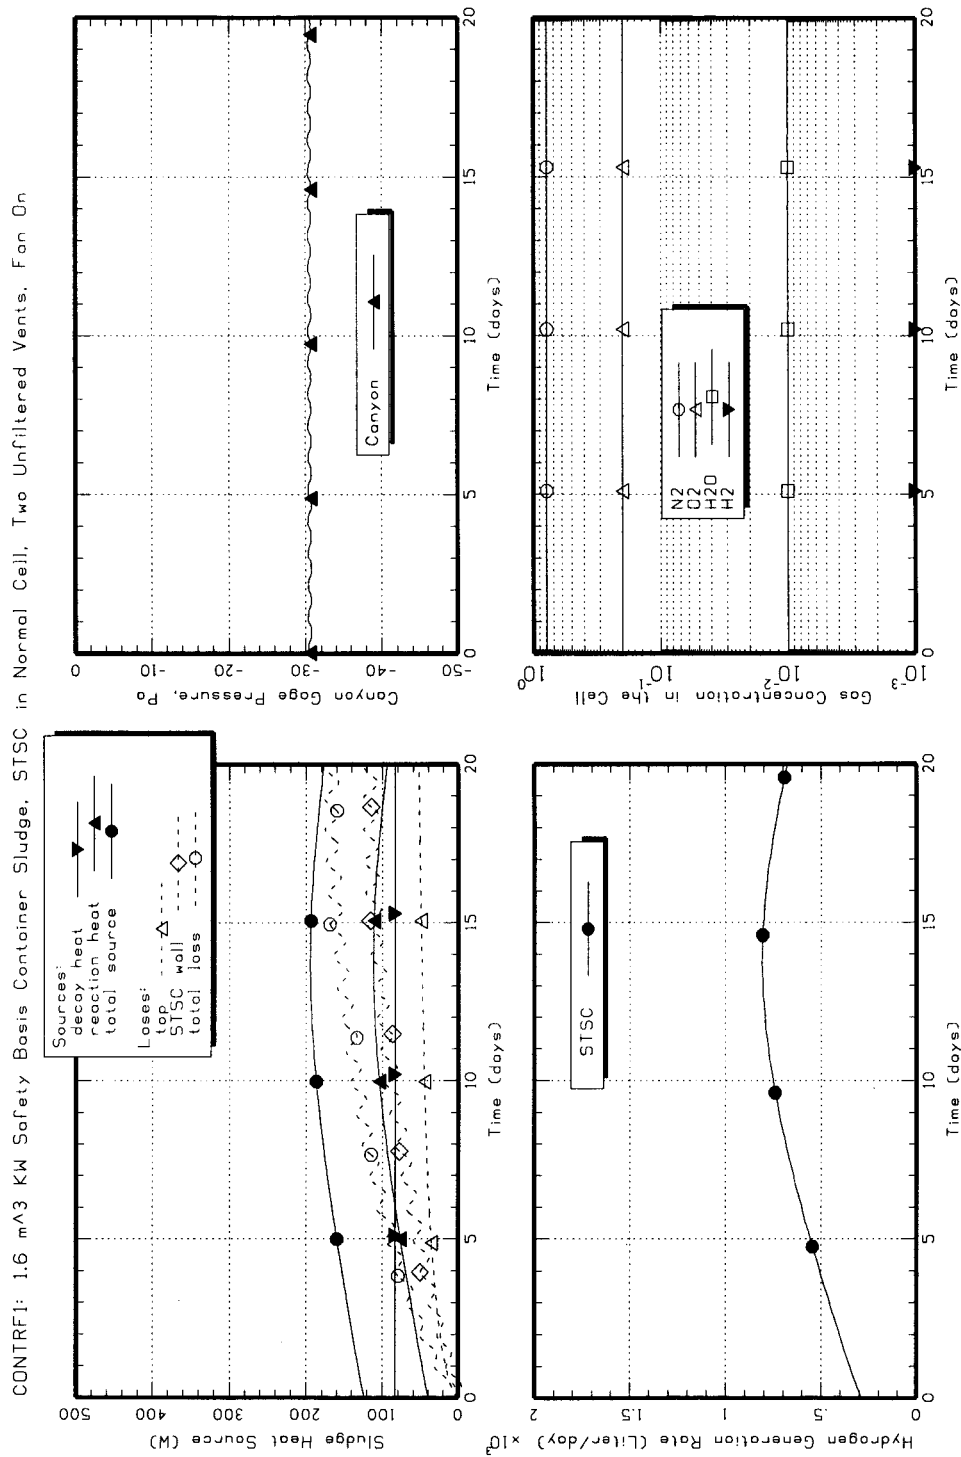 CONTRF1: 1.6 m^3 KW Safety Basis Container Sludge, STSC in Normal Cell, Two Unfiltered Vents, Fan On
Sources:
decay heat
reaction heat
total source
Loses:
top
STSC wall
total loss
Sludge Heat Source (W)
500
400
300
200
100
0
0
5
10
15
20
Time (days)
Canyon Gage Pressure, Pa
0
-10
-20
-30
-40
-50
Canyon
0
5
10
15
20
Time (days)
Hydrogen Generation Rate (Liter/day)
×10^3
2
1.5
1
.5
0
STSC
0
5
10
15
20
Time (days)
Gas Concentration in the Cell
10^0
10^-1
10^-2
10^-3
N2
O2
H2O
H2
0
5
10
15
20
Time (days)